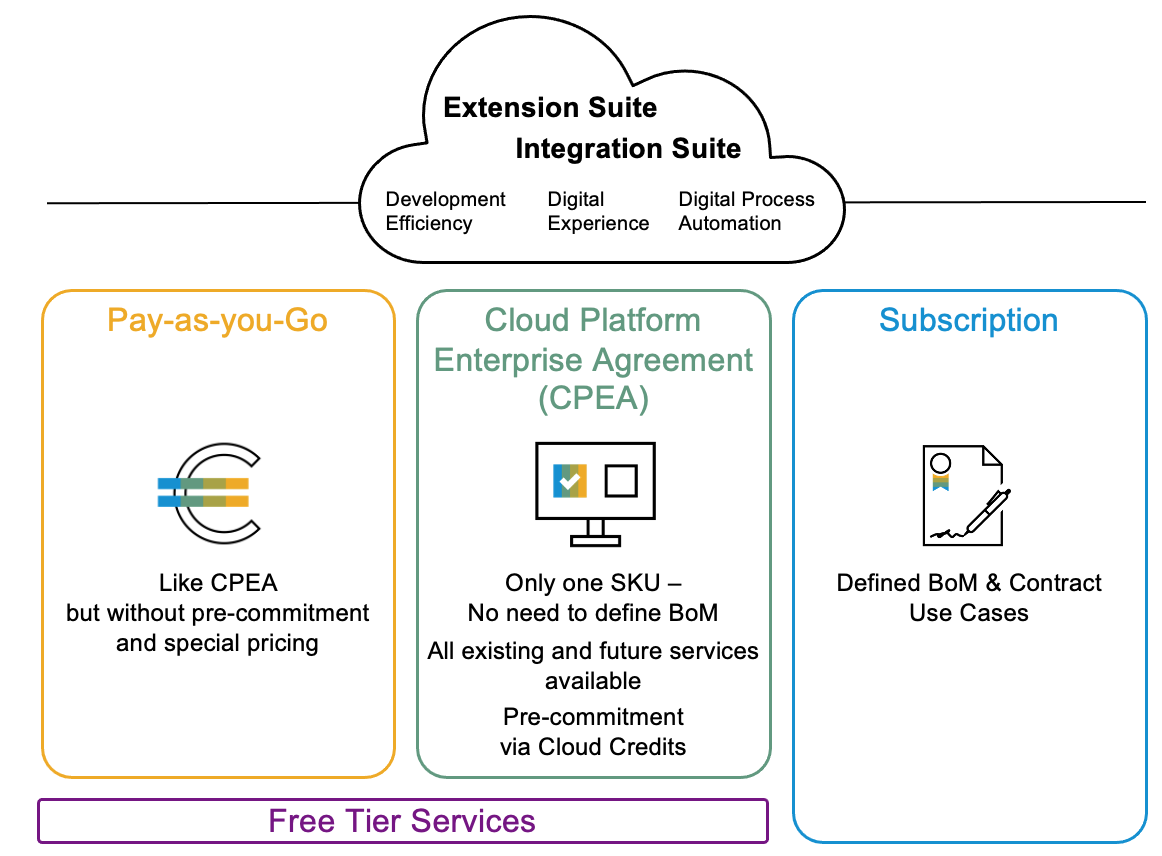 Extension Suite
Integration Suite
Development
Efficiency
Digital
Experience
Digital Process
Automation
Pay-as-you-Go
Like CPEA
but without pre-commitment
and special pricing
Cloud Platform
Enterprise Agreement
(CPEA)
Only one SKU –
No need to define BoM
All existing and future services
available
Pre-commitment
via Cloud Credits
Subscription
Defined BoM & Contract
Use Cases
Free Tier Services